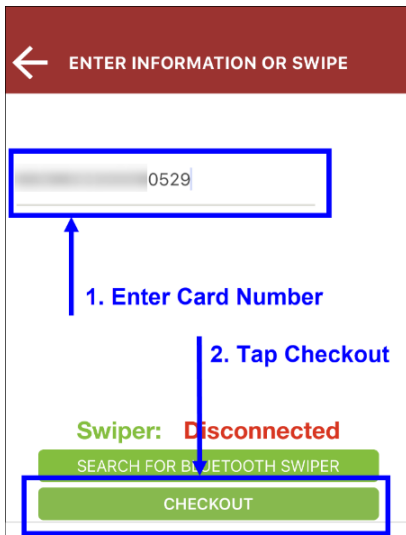 ENTER INFORMATION OR SWIPE
0529
1. Enter Card Number
2. Tap Checkout
Swiper: Disconnected
SEARCH FOR BLUETOOTH SWIPER
CHECKOUT